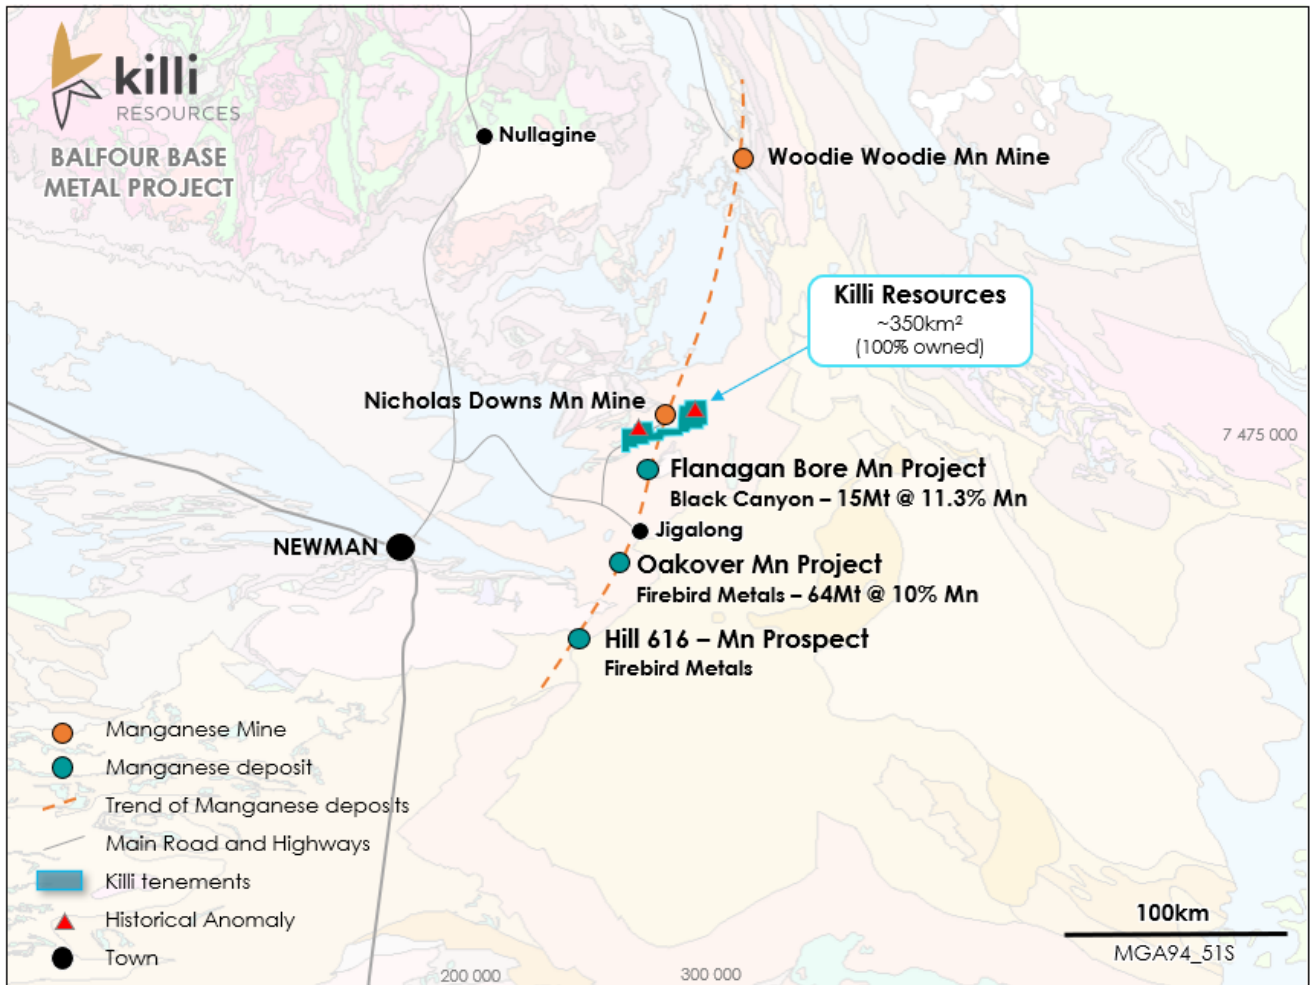 killi
RESOURCES
BALFOUR BASE
METAL PROJECT
Nullagine
Woodie Woodie Mn Mine
Killi Resources
~350km²
(100% owned)
Nicholas Downs Mn Mine
7 475 000
Flanagan Bore Mn Project
Black Canyon – 15Mt @ 11.3% Mn
Jigalong
NEWMAN
Oakover Mn Project
Firebird Metals – 64Mt @ 10% Mn
Hill 616 – Mn Prospect
Firebird Metals
Manganese Mine
Manganese deposit
Trend of Manganese deposits
Main Road and Highways
Killi tenements
Historical Anomaly
Town
100km
MGA94_51S
200 000
300 000